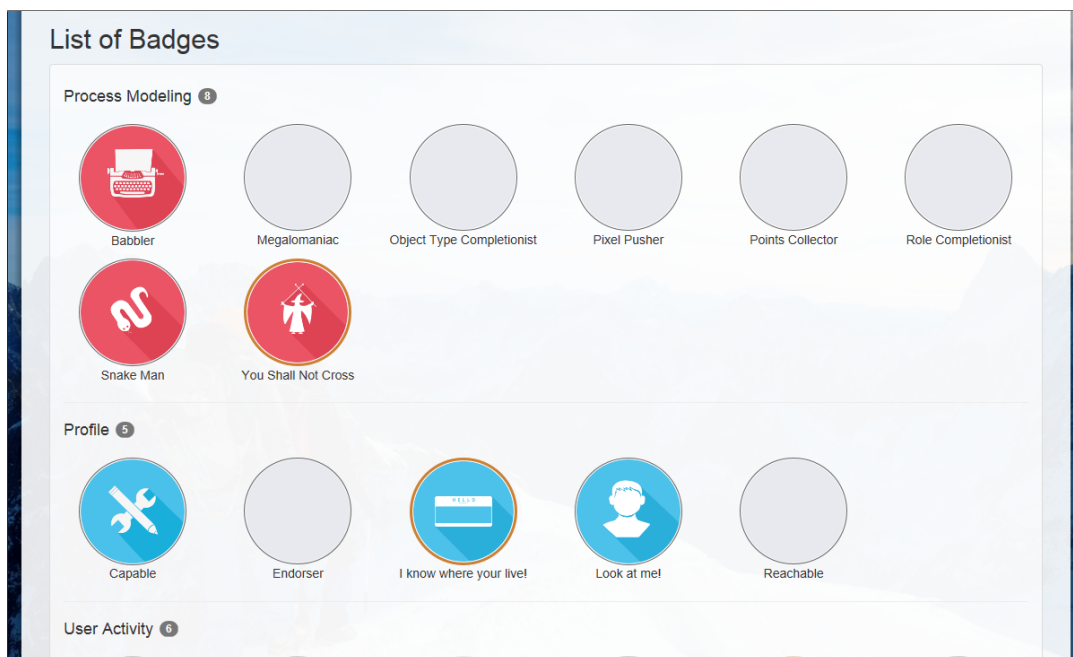 List of Badges
Process Modeling 8
Babbler Megalomaniac Object Type Completionist Pixel Pusher Points Collector Role Completionist
Snake Man You Shall Not Cross
Profile 5
HELLO
Capable Endorser I know where your live! Look at me! Reachable
User Activity 6